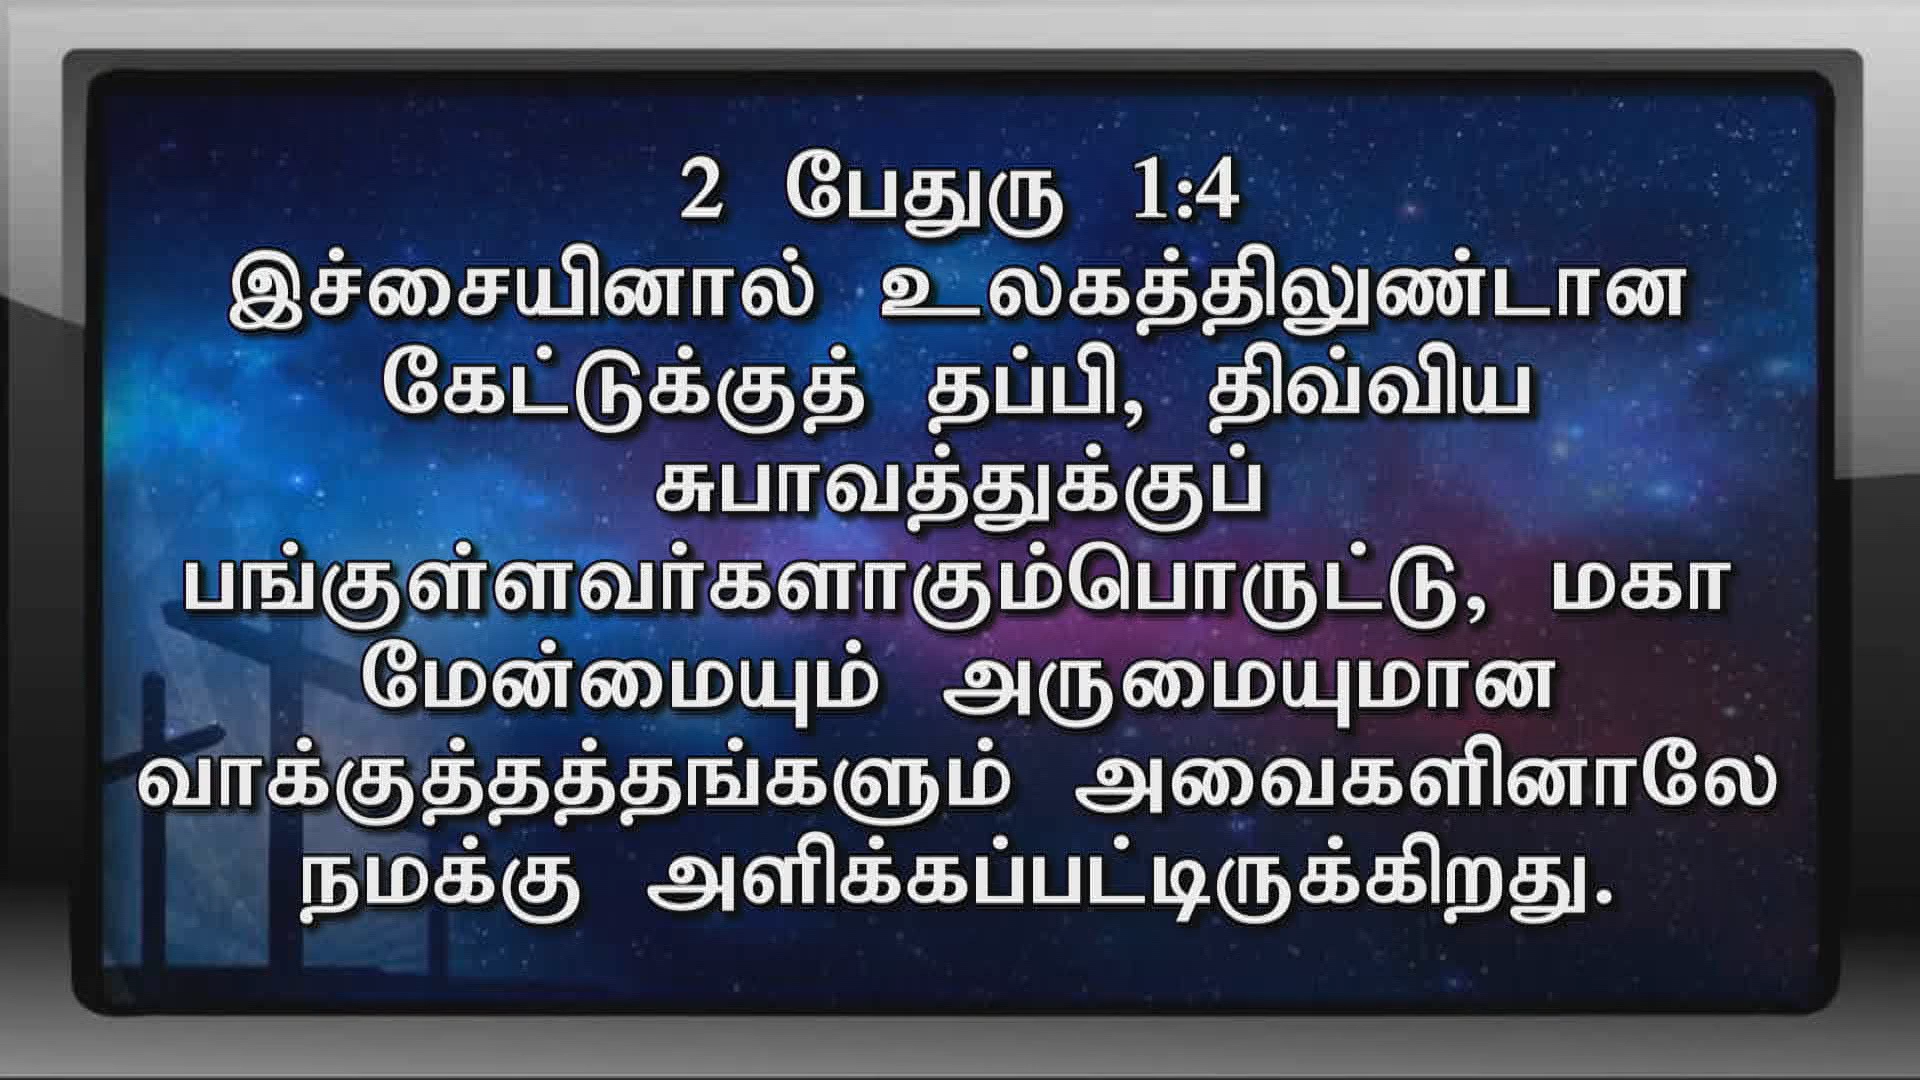 2 பேதுரு 1:4
இச்சையினால் உலகத்திலுண்டான
கேட்டுக்குத் தப்பி, திவ்விய
சுபாவத்துக்குப்
பங்குள்ளவர்களாகும்பொருட்டு, மகா
மேன்மையும் அருமையுமான
வாக்குத்தத்தங்களும் அவைகளினாலே
நமக்கு அளிக்கப்பட்டிருக்கிறது.